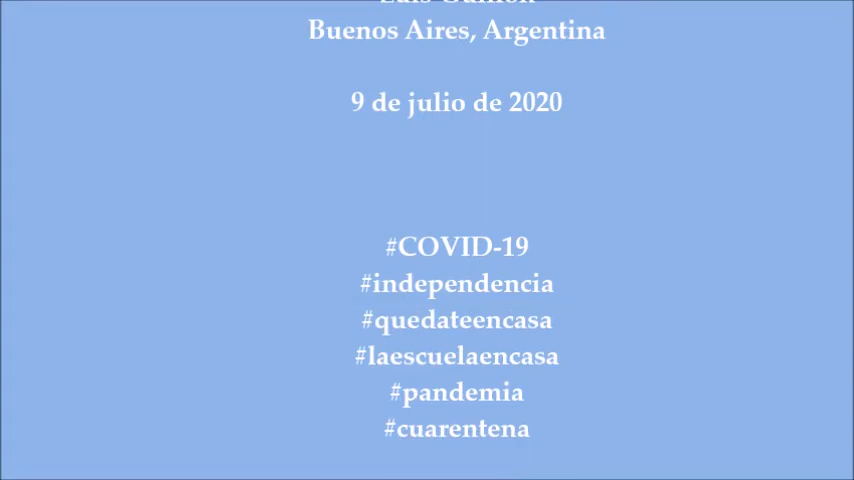 Buenos Aires, Argentina
9 de julio de 2020
#COVID-19
#independencia
#quedateencasa
#laescuelaencasa
#pandemia
#cuarentena